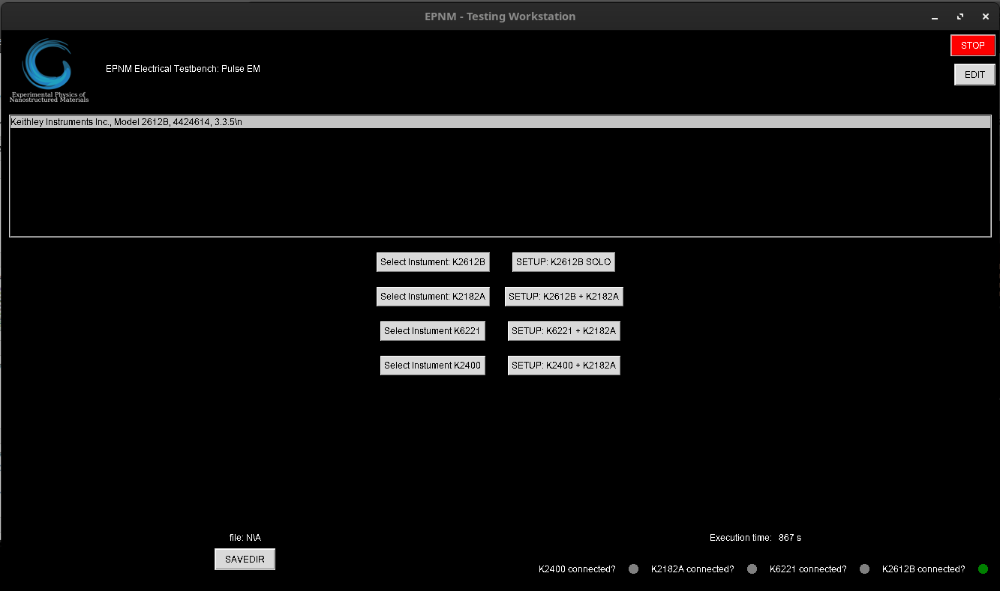 EPNM - Testing Workstation
STOP
EPNM Electrical Testbench: Pulse EM
EDIT
Experimental Physics of
Nanostructured Materials
Keithley Instruments Inc., Model 2612B, 4424614, 3.3.5\n
Select Instument: K2612B
SETUP: K2612B SOLO
Select Instument: K2182A
SETUP: K2612B + K2182A
Select Instument K6221
SETUP: K6221 + K2182A
Select Instument K2400
SETUP: K2400 + K2182A
file: N\A
Execution time: 867 s
SAVEDIR
K2400 connected?
K2182A connected?
K6221 connected?
K2612B connected?